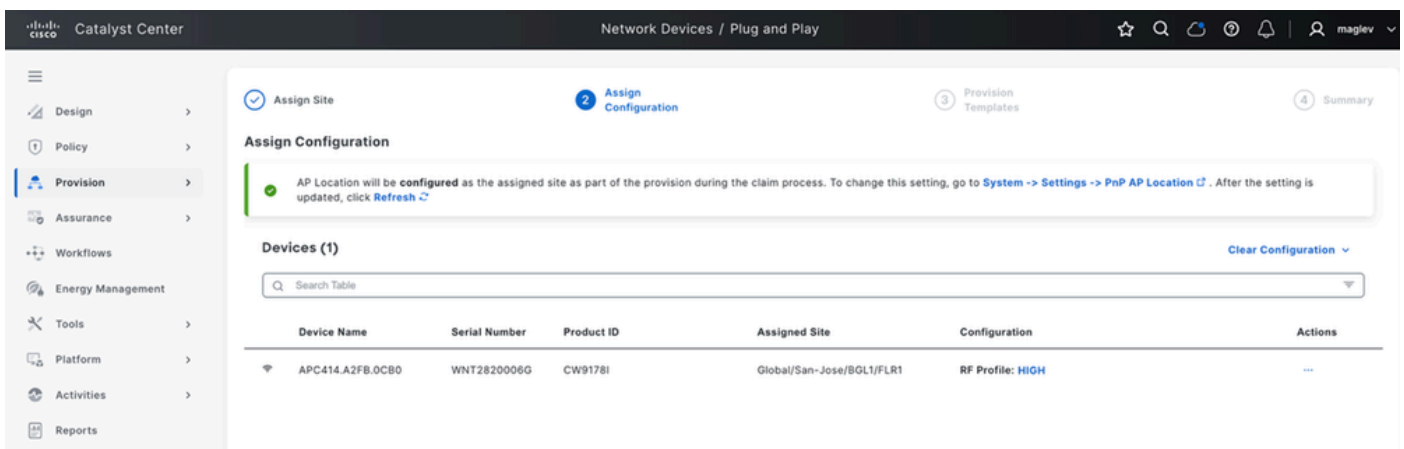 cisco Catalyst Center Network Devices / Plug and Play maglev
Assign Site 2 Assign Configuration 3 Provision Templates 4 Summary
Design
Policy
Provision
Assurance
Workflows
Energy Management
Tools
Platform
Activities
Reports
Assign Configuration
AP Location will be configured as the assigned site as part of the provision during the claim process. To change this setting, go to System -> Settings -> PnP AP Location . After the setting is
updated, click Refresh
Devices (1) Clear Configuration
Search Table
Device Name Serial Number Product ID Assigned Site Configuration Actions
APC414.A2FB.0CB0 WNT2820006G CW9178I Global/San-Jose/BGL1/FLR1 RF Profile: HIGH ...